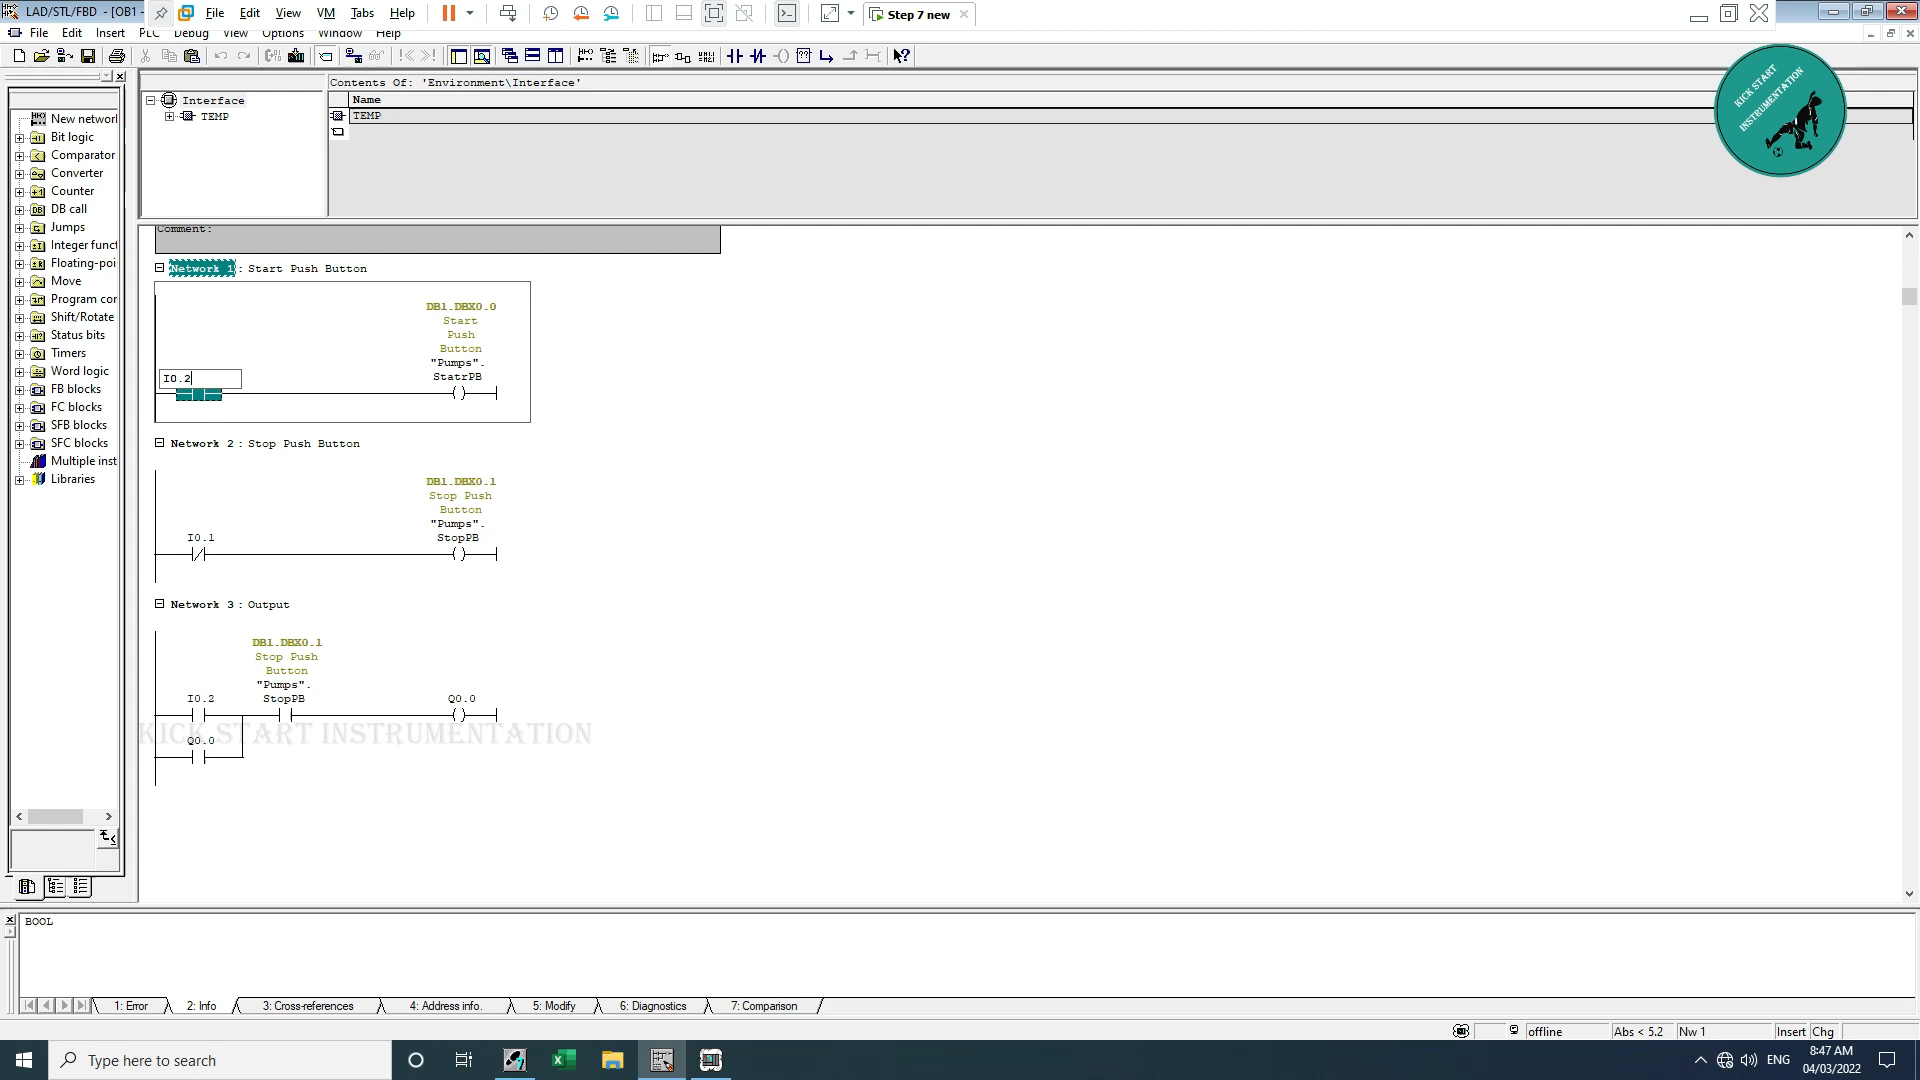 LAD/STL/FBD - [OB1 -
File Edit View VM Tabs Help
Step 7 new
File Edit Insert PLC Debug View Options Window Help
KICK START
INSTRUMENTATION
Contents Of: 'Environment\Interface'
Interface
TEMP
Name
TEMP
New networl
Bit logic
Comparator
Converter
Counter
DB call
Jumps
Integer funct
Floating-poi
Move
Program cor
Shift/Rotate
Status bits
Timers
Word logic
FB blocks
FC blocks
SFB blocks
SFC blocks
Multiple inst
Libraries
Comment:
Network 1 : Start Push Button
DB1.DBX0.0
Start
Push
Button
"Pumps".
StatrPB
I0.2
Network 2 : Stop Push Button
DB1.DBX0.1
Stop Push
Button
"Pumps".
StopPB
I0.1
Network 3 : Output
DB1.DBX0.1
Stop Push
Button
"Pumps".
I0.2 StopPB Q0.0
KICK START INSTRUMENTATION
Q0.0
BOOL
1: Error 2: Info 3: Cross-references 4: Address info. 5: Modify 6: Diagnostics 7: Comparison
offline Abs < 5.2 Nw 1 Insert Chg
Type here to search
ENG
8:47 AM
04/03/2022